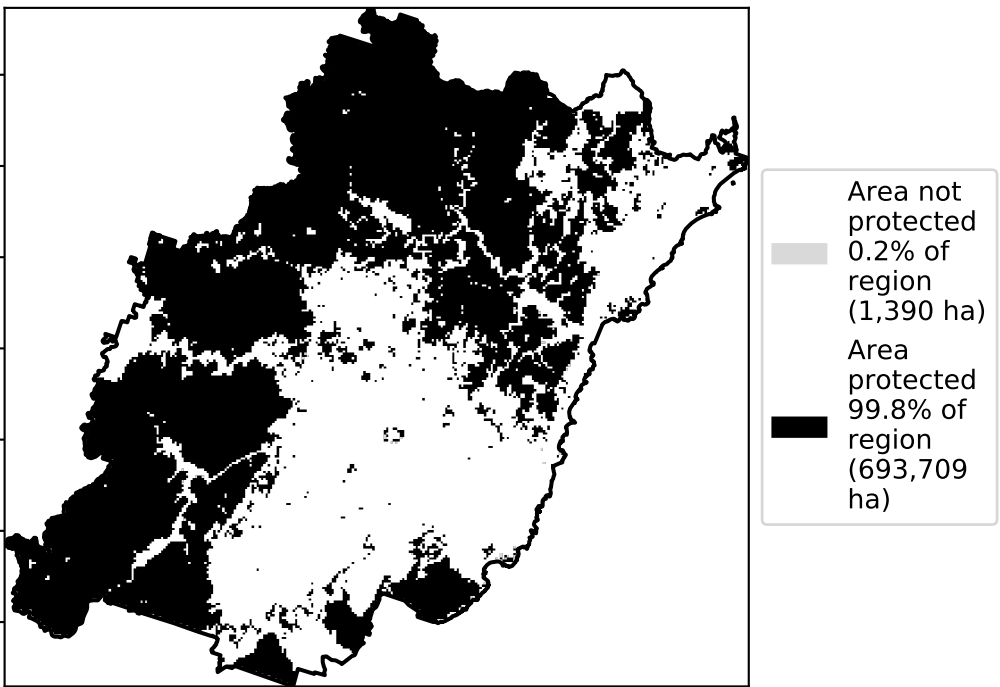 Area not
protected
0.2% of
region
(1,390 ha)
Area
protected
99.8% of
region
(693,709
ha)